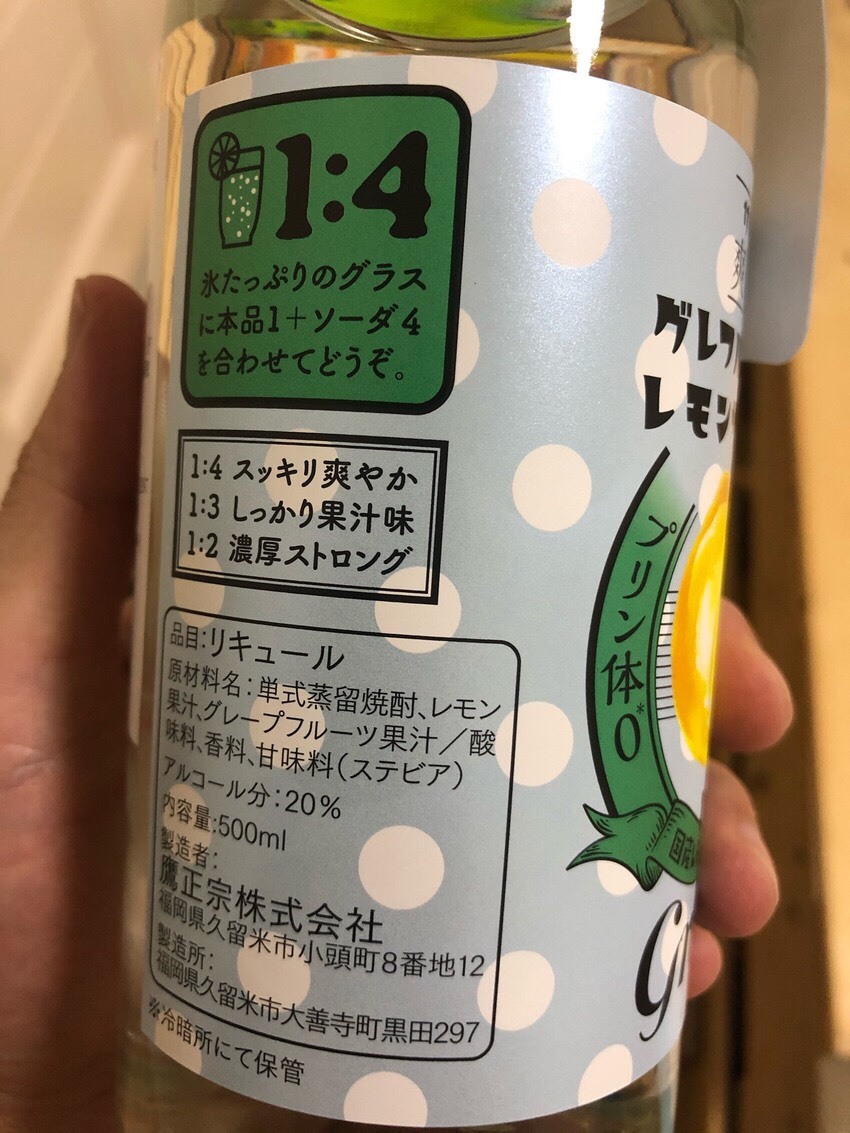 1:4
氷たっぷりのグラス
に本品1+ソーダ4
を合わせてどうぞ。
1:4 スッキリ爽やか
1:3 しっかり果汁味
1:2 濃厚ストロング
品目:リキュール
原材料名:単式蒸留焼酎、レモン
果汁、グレープフルーツ果汁／酸
味料、香料、甘味料(ステビア)
アルコール分:20%
内容量:500ml
製造者:
鷹正宗株式会社
福岡県久留米市小頭町8番地12
製造所:
福岡県久留米市大善寺町黒田297
※冷暗所にて保管
爽
グレフ
レモン
プリン体*0
国産
Gr